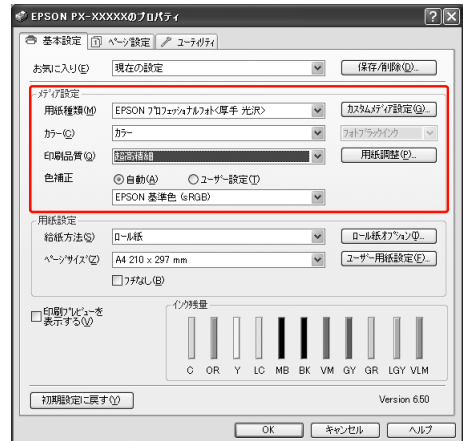 EPSON PX-XXXXXのプロパティ
基本設定 ページ設定 ユーティリティ
お気に入り(F) 現在の設定 保存/削除(D)...
メディア設定
用紙種類(M) EPSON プロフェッショナルフォト<厚手 光沢> カスタムメディア設定(G)...
カラー(C) カラー フォトブラックインク
印刷品質(Q) 超高精細 用紙調整(P)...
色補正 自動(A) ユーザー設定(T)
EPSON 基準色 (sRGB)
用紙設定
給紙方法(S) ロール紙 ロール紙オプション(I)...
ページサイズ(Z) A4 210 x 297 mm ユーザー用紙設定(E)...
フチなし(B)
印刷プレビューを
表示する(V)
インク残量
C OR Y LC MB BK VM GY GR LGY VLM
初期設定に戻す(Y) Version 6.50
OK キャンセル ヘルプ